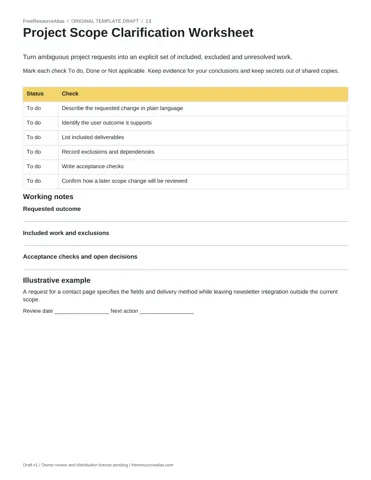 FreeResourceAtlas / ORIGINAL TEMPLATE DRAFT / 13
Project Scope Clarification Worksheet
Turn ambiguous project requests into an explicit set of included, excluded and unresolved work.
Mark each check To do, Done or Not applicable. Keep evidence for your conclusions and keep secrets out of shared copies.
Status Check
To do Describe the requested change in plain language
To do Identify the user outcome it supports
To do List included deliverables
To do Record exclusions and dependencies
To do Write acceptance checks
To do Confirm how a later scope change will be reviewed
Working notes
Requested outcome
Included work and exclusions
Acceptance checks and open decisions
Illustrative example
A request for a contact page specifies the fields and delivery method while leaving newsletter integration outside the current
scope.
Review date ____________________ Next action ____________________
Draft v1 / Owner review and distribution licence pending / freeresourceatlas.com